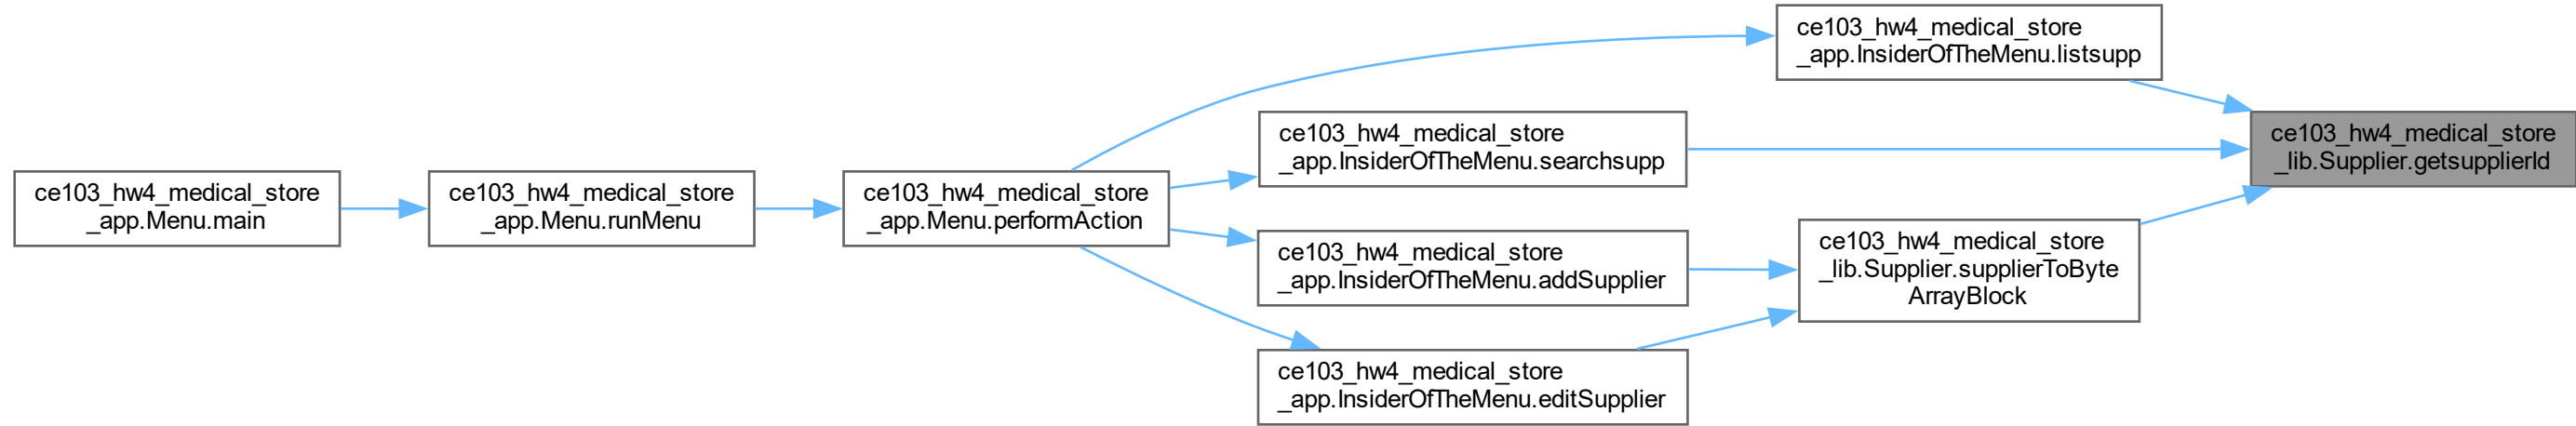 ce103_hw4_medical_store
_app.Menu.main
ce103_hw4_medical_store
_app.Menu.runMenu
ce103_hw4_medical_store
_app.Menu.performAction
ce103_hw4_medical_store
_app.InsiderOfTheMenu.listsupp
ce103_hw4_medical_store
_app.InsiderOfTheMenu.searchsupp
ce103_hw4_medical_store
_app.InsiderOfTheMenu.addSupplier
ce103_hw4_medical_store
_app.InsiderOfTheMenu.editSupplier
ce103_hw4_medical_store
_lib.Supplier.supplierToByte
ArrayBlock
ce103_hw4_medical_store
_lib.Supplier.getsupplierId